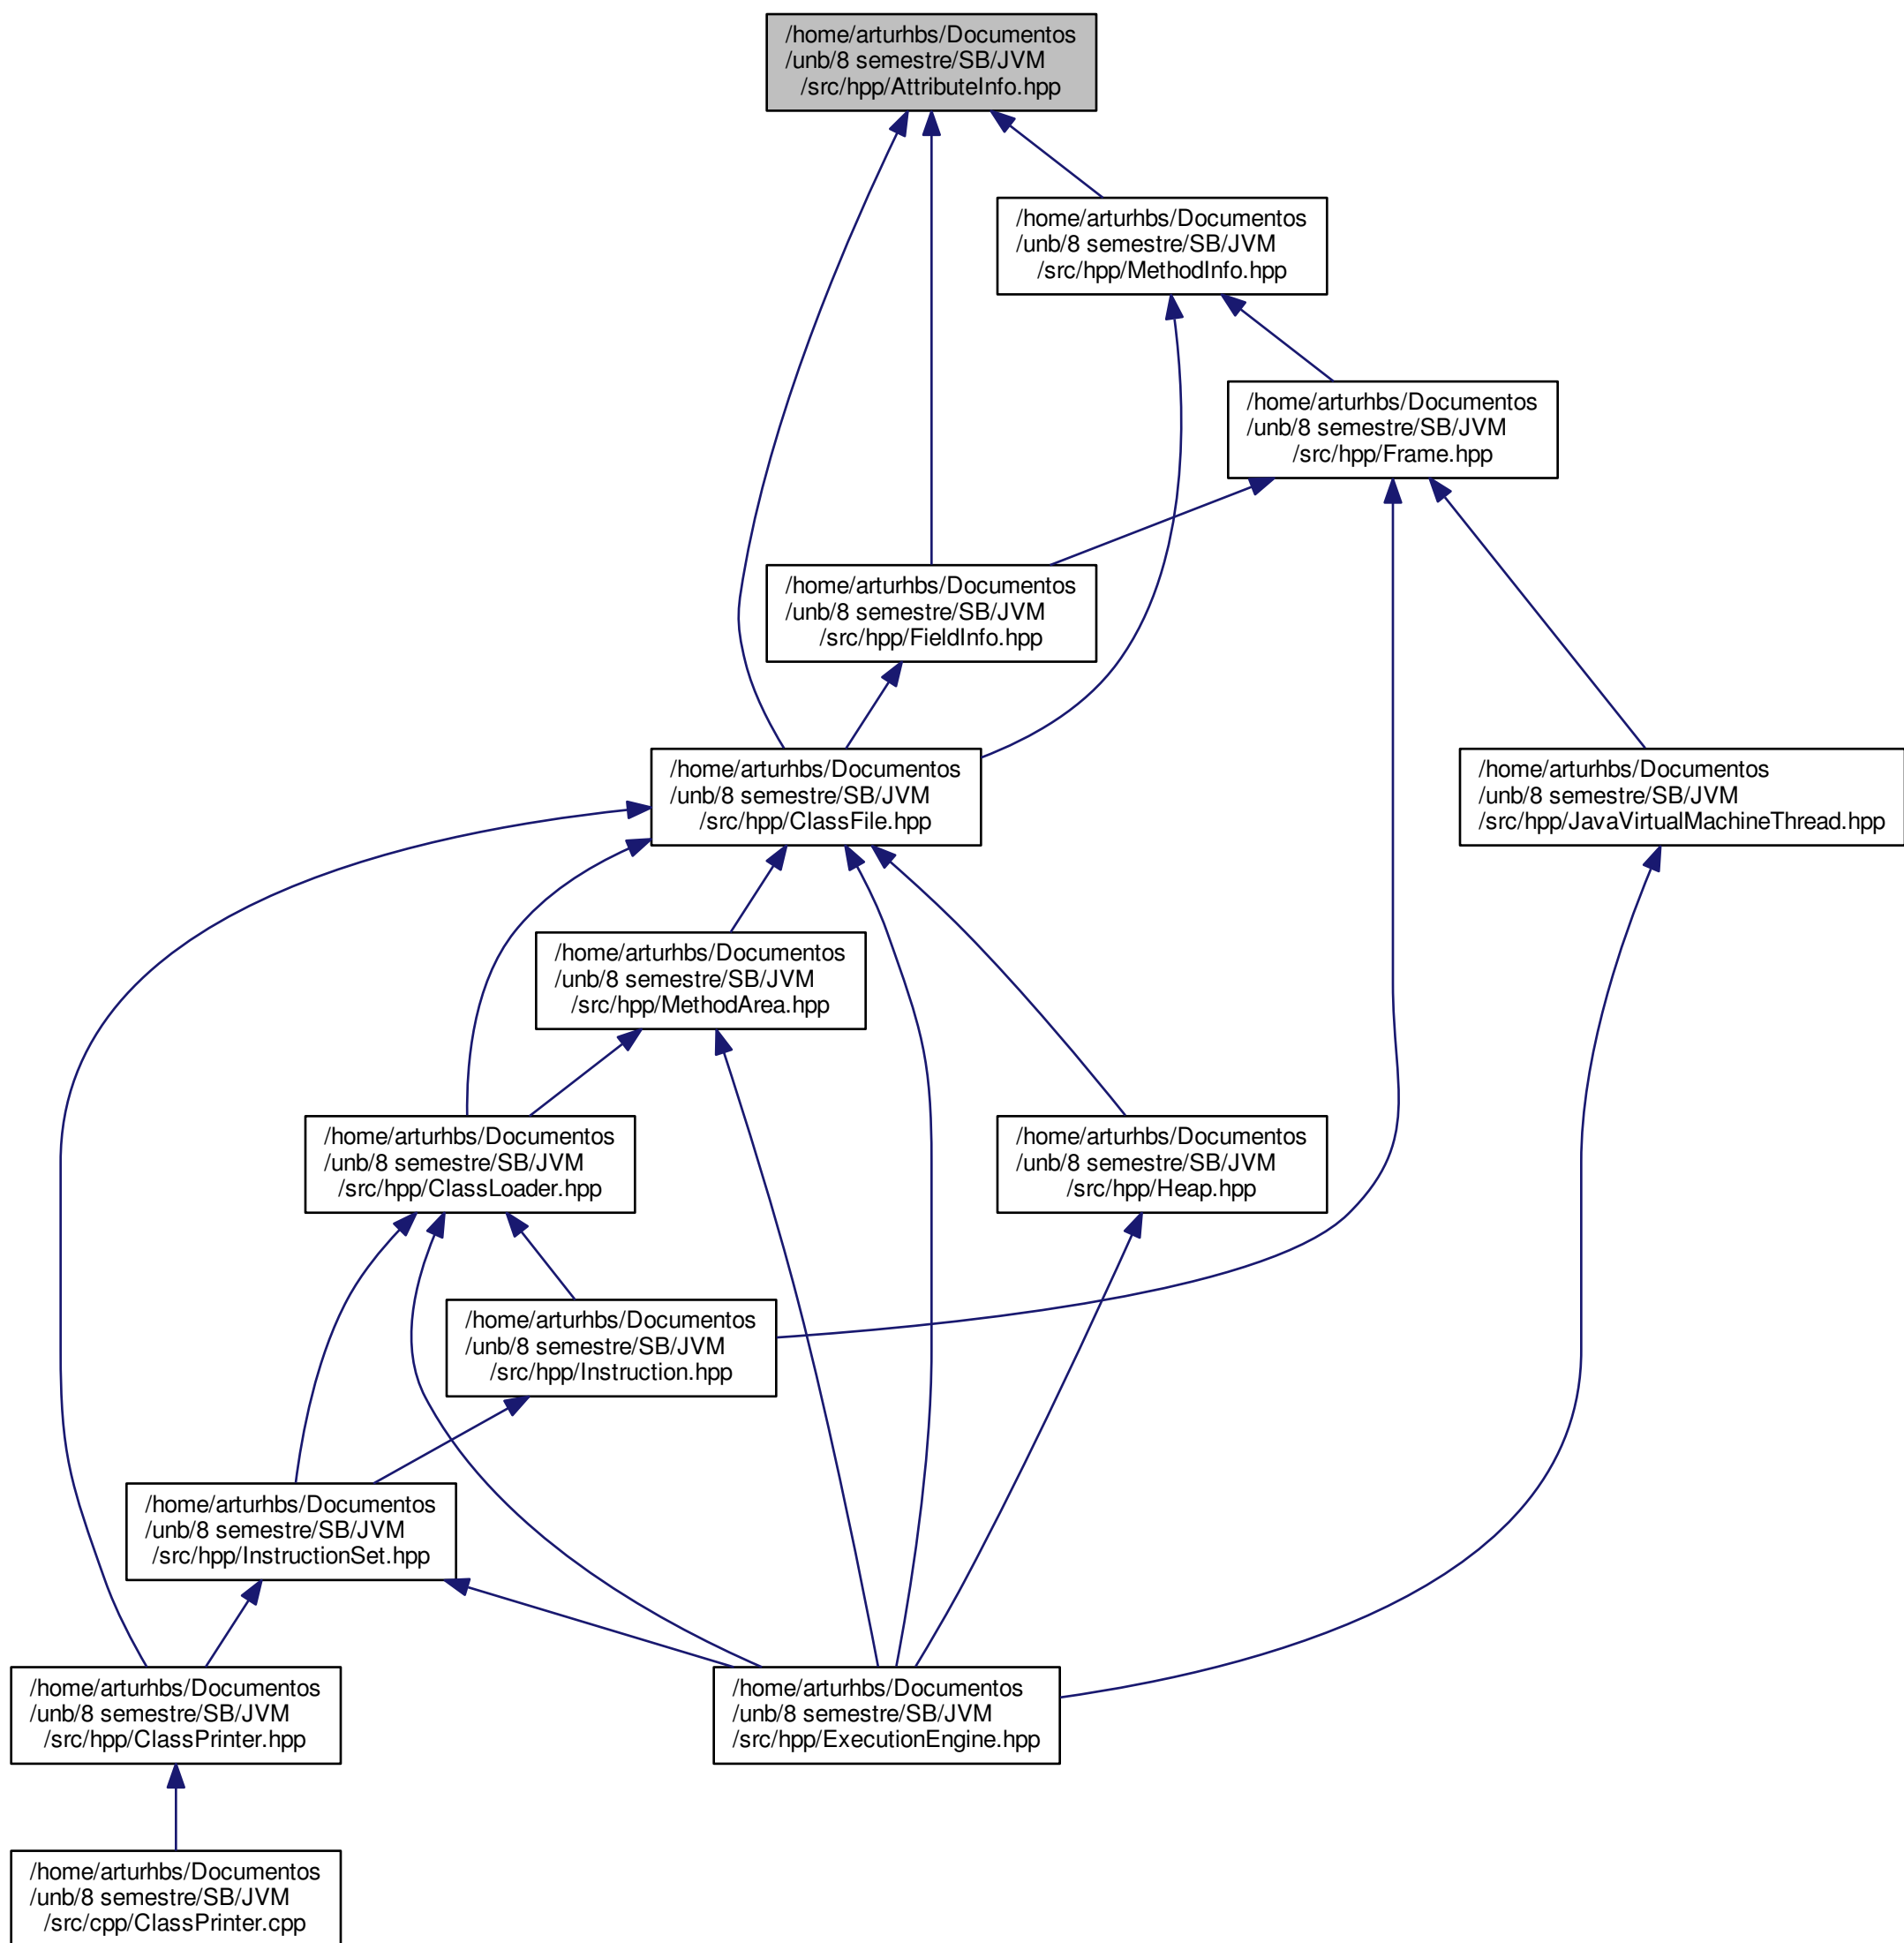 /home/arturhbs/Documentos
/unb/8 semestre/SB/JVM
/src/hpp/AttributeInfo.hpp
/home/arturhbs/Documentos
/unb/8 semestre/SB/JVM
/src/hpp/MethodInfo.hpp
/home/arturhbs/Documentos
/unb/8 semestre/SB/JVM
/src/hpp/Frame.hpp
/home/arturhbs/Documentos
/unb/8 semestre/SB/JVM
/src/hpp/FieldInfo.hpp
/home/arturhbs/Documentos
/unb/8 semestre/SB/JVM
/src/hpp/ClassFile.hpp
/home/arturhbs/Documentos
/unb/8 semestre/SB/JVM
/src/hpp/JavaVirtualMachineThread.hpp
/home/arturhbs/Documentos
/unb/8 semestre/SB/JVM
/src/hpp/MethodArea.hpp
/home/arturhbs/Documentos
/unb/8 semestre/SB/JVM
/src/hpp/ClassLoader.hpp
/home/arturhbs/Documentos
/unb/8 semestre/SB/JVM
/src/hpp/Heap.hpp
/home/arturhbs/Documentos
/unb/8 semestre/SB/JVM
/src/hpp/Instruction.hpp
/home/arturhbs/Documentos
/unb/8 semestre/SB/JVM
/src/hpp/InstructionSet.hpp
/home/arturhbs/Documentos
/unb/8 semestre/SB/JVM
/src/hpp/ClassPrinter.hpp
/home/arturhbs/Documentos
/unb/8 semestre/SB/JVM
/src/hpp/ExecutionEngine.hpp
/home/arturhbs/Documentos
/unb/8 semestre/SB/JVM
/src/cpp/ClassPrinter.cpp